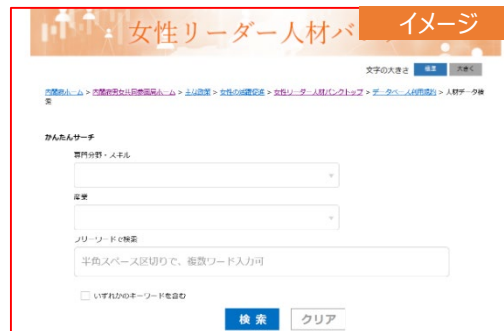 女性リーダー人材バ
イメージ
文字の大きさ 標準 大きく
内閣府ホーム > 内閣府男女共同参画局ホーム > 主な政策 > 女性の活躍促進 > 女性リーダー人材バンクトップ > データベース利用規約 > 人材データ検
索
かんたんサーチ
専門分野・スキル
産業
フリーワードで検索
半角スペース区切りで、複数ワード入力可
いずれかのキーワードを含む
検 索 クリア